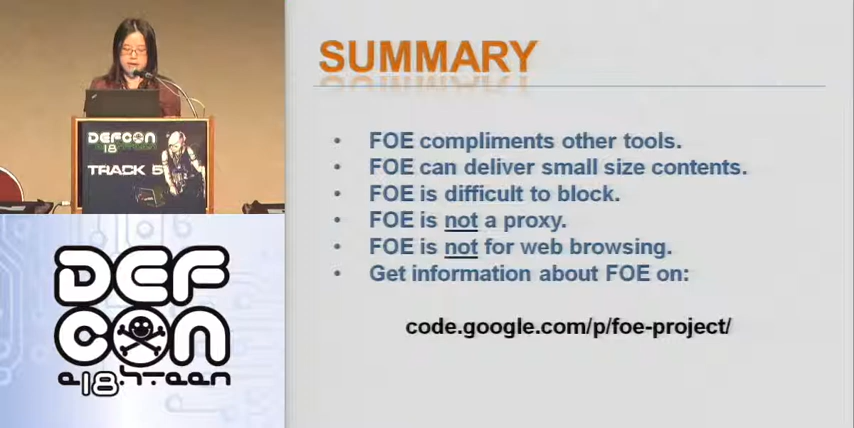 DEFCON
18
TRACK 5
DEF
CON
e18hteen
SUMMARY
• FOE compliments other tools.
• FOE can deliver small size contents.
• FOE is difficult to block.
• FOE is not a proxy.
• FOE is not for web browsing.
• Get information about FOE on:
code.google.com/p/foe-project/